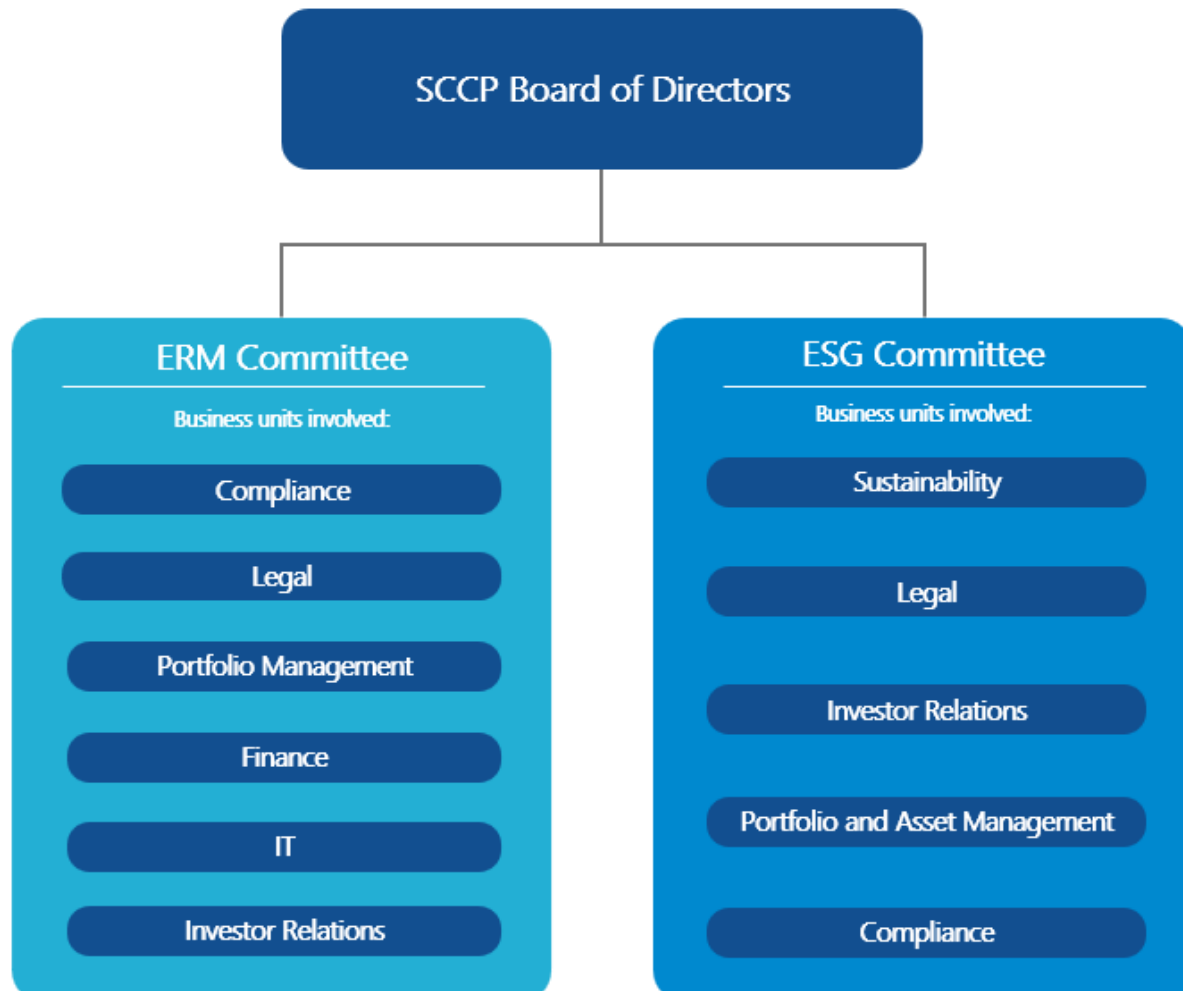 SCCP Board of Directors
ERM Committee
Business units involved:
Compliance
Legal
Portfolio Management
Finance
IT
Investor Relations
ESG Committee
Business units involved:
Sustainability
Legal
Investor Relations
Portfolio and Asset Management
Compliance